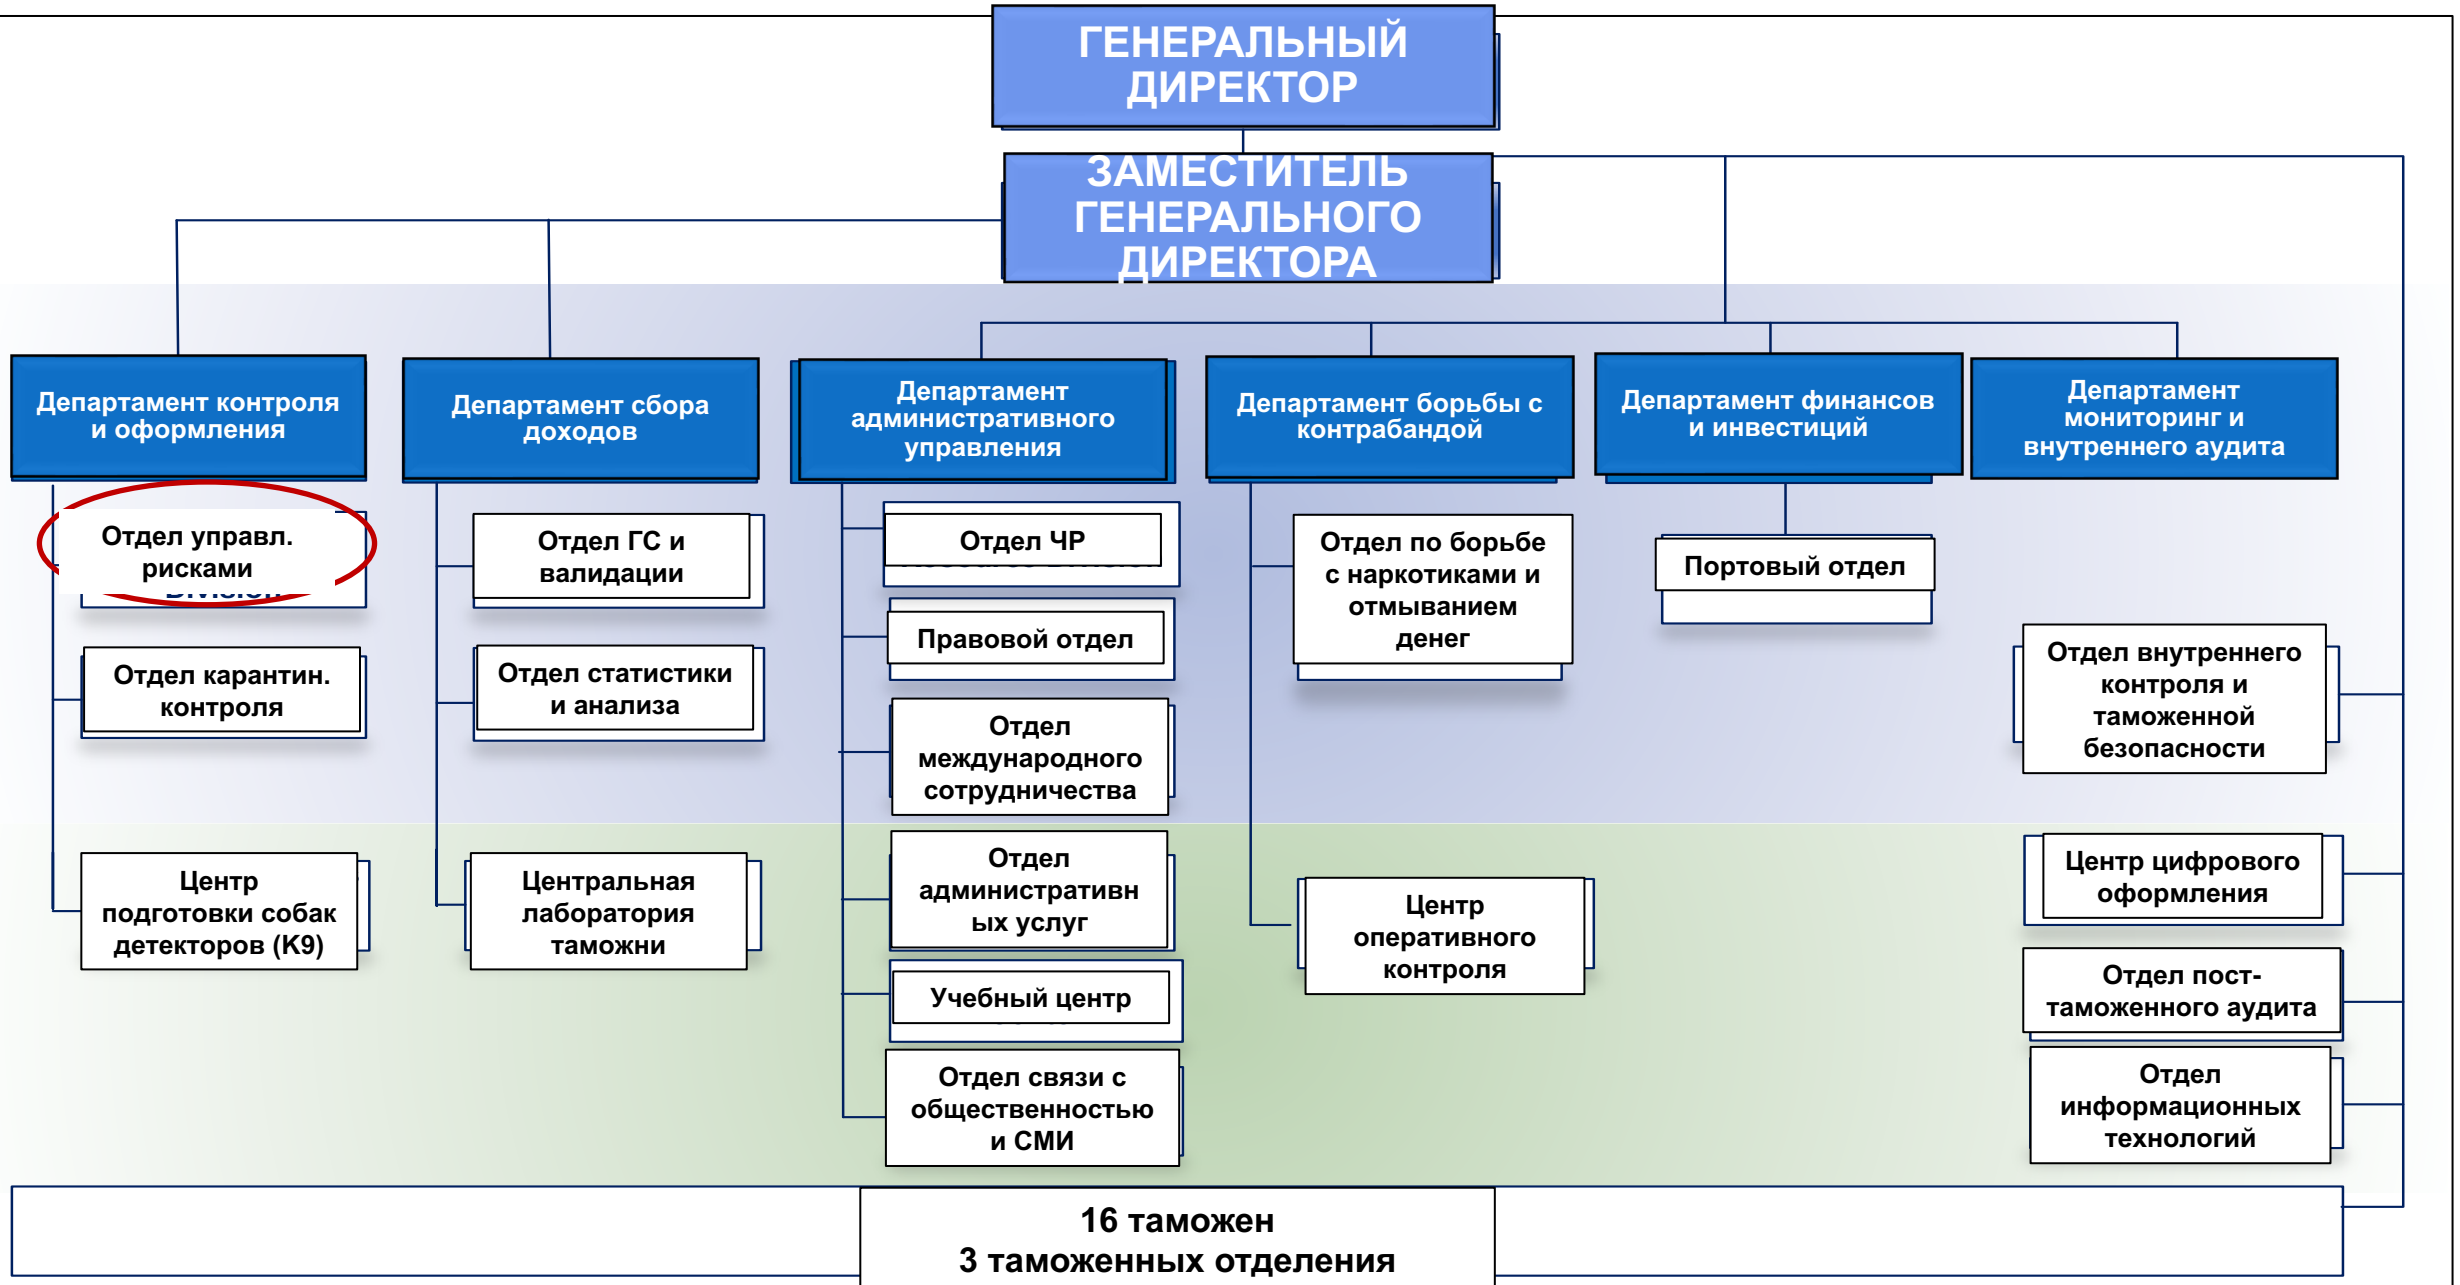 ГЕНЕРАЛЬНЫЙ
ДИРЕКТОР
ЗАМЕСТИТЕЛЬ
ГЕНЕРАЛЬНОГО
ДИРЕКТОРА
Департамент контроля
и оформления
Департамент сбора
доходов
Департамент
административного
управления
Департамент борьбы с
контрабандой
Департамент финансов
и инвестиций
Департамент
мониторинг и
внутреннего аудита
Отдел управл.
рисками
Division
Отдел карантин.
контроля
Центр
подготовки собак
детекторов (К9)
Отдел ГС и
валидации
Отдел статистики
и анализа
Центральная
лаборатория
таможни
Отдел ЧР
Правовой отдел
Отдел
международного
сотрудничества
Отдел
административн
ых услуг
Учебный центр
Отдел связи с
общественностью
и СМИ
Отдел по борьбе
с наркотиками и
отмыванием
денег
Центр
оперативного
контроля
Портовый отдел
Отдел внутреннего
контроля и
таможенной
безопасности
Центр цифрового
оформления
Отдел пост-
таможенного аудита
Отдел
информационных
технологий
16 таможен
3 таможенных отделения